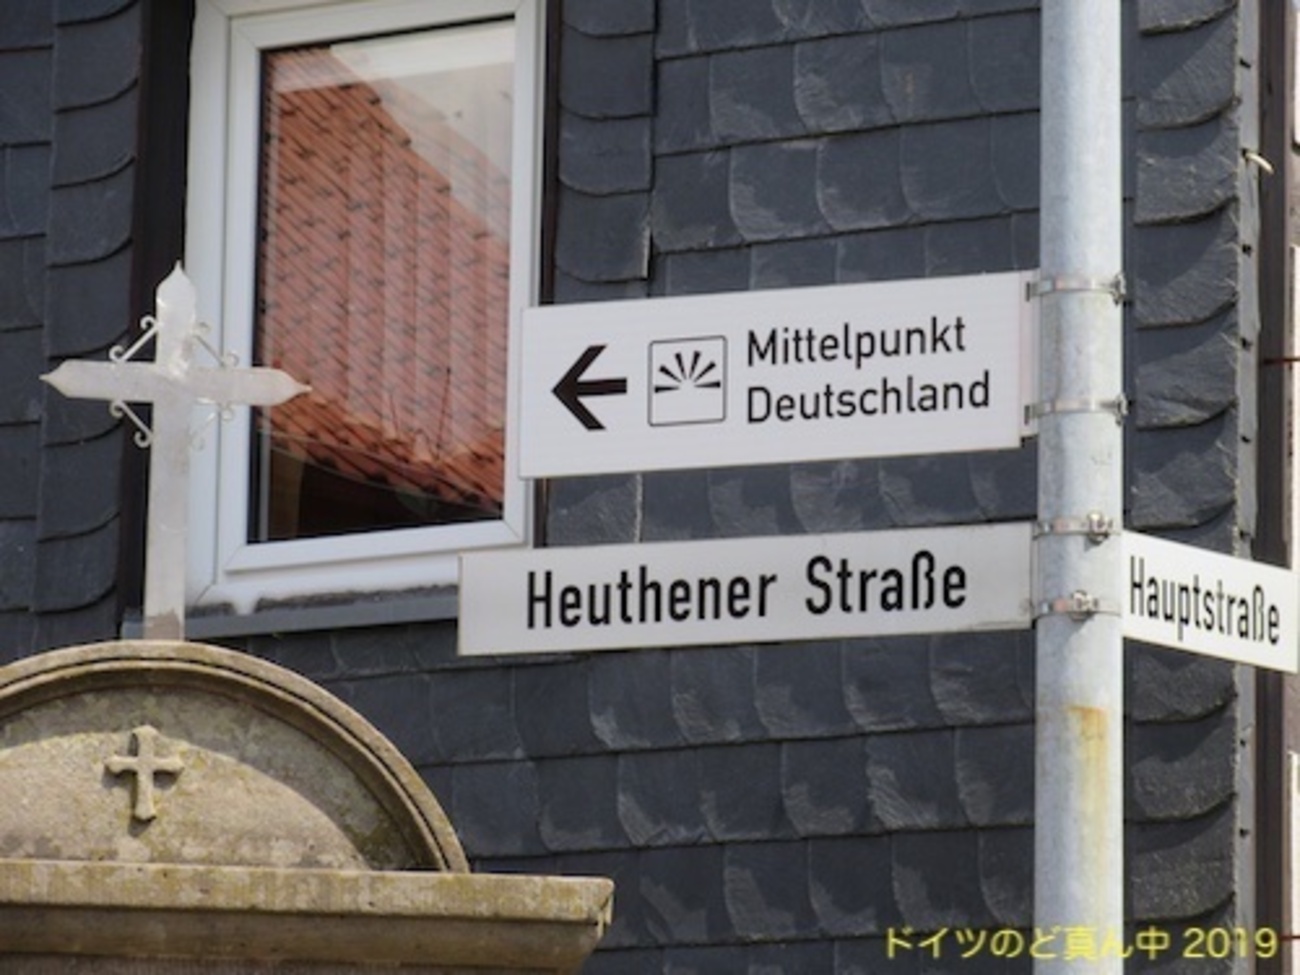 Mittelpunkt
Deutschland
Heuthener Straße
Hauptstraße
ドイツのど真ん中 2019